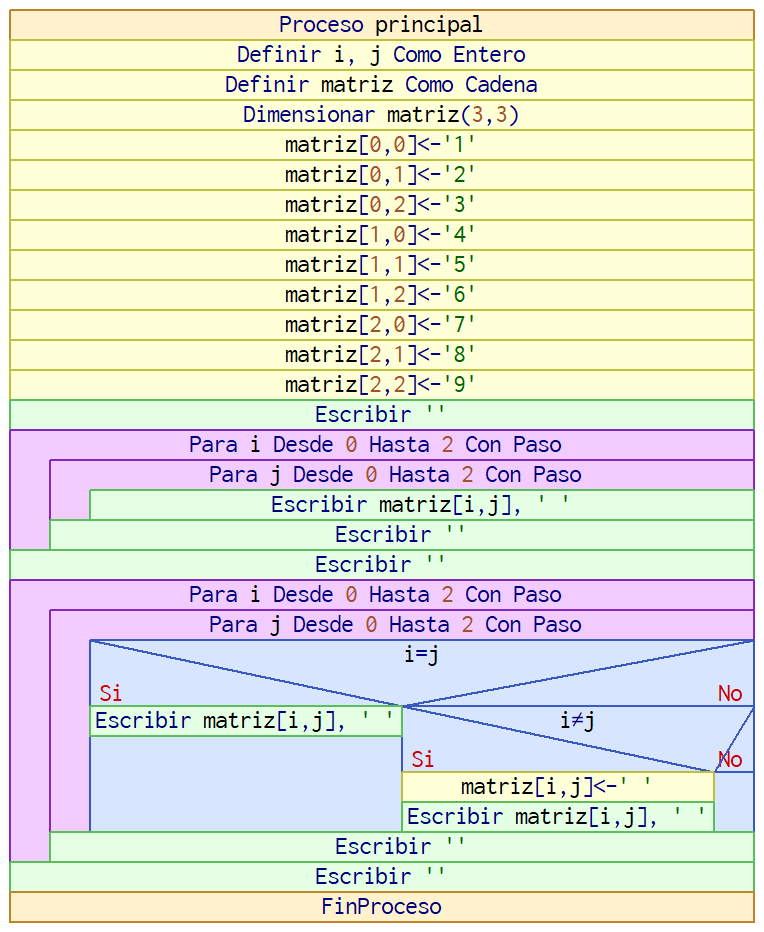 Proceso principal
Definir i, j Como Entero
Definir matriz Como Cadena
Dimensionar matriz(3,3)
matriz[0,0]<-'1'
matriz[0,1]<-'2'
matriz[0,2]<-'3'
matriz[1,0]<-'4'
matriz[1,1]<-'5'
matriz[1,2]<-'6'
matriz[2,0]<-'7'
matriz[2,1]<-'8'
matriz[2,2]<-'9'
Escribir ''
Para i Desde 0 Hasta 2 Con Paso
Para j Desde 0 Hasta 2 Con Paso
Escribir matriz[i,j], ' '
Escribir ''
Escribir ''
Para i Desde 0 Hasta 2 Con Paso
Para j Desde 0 Hasta 2 Con Paso
i=j
Si No
Escribir matriz[i,j], ' ' i≠j
Si No
matriz[i,j]<-' '
Escribir matriz[i,j], ' '
Escribir ''
Escribir ''
FinProceso